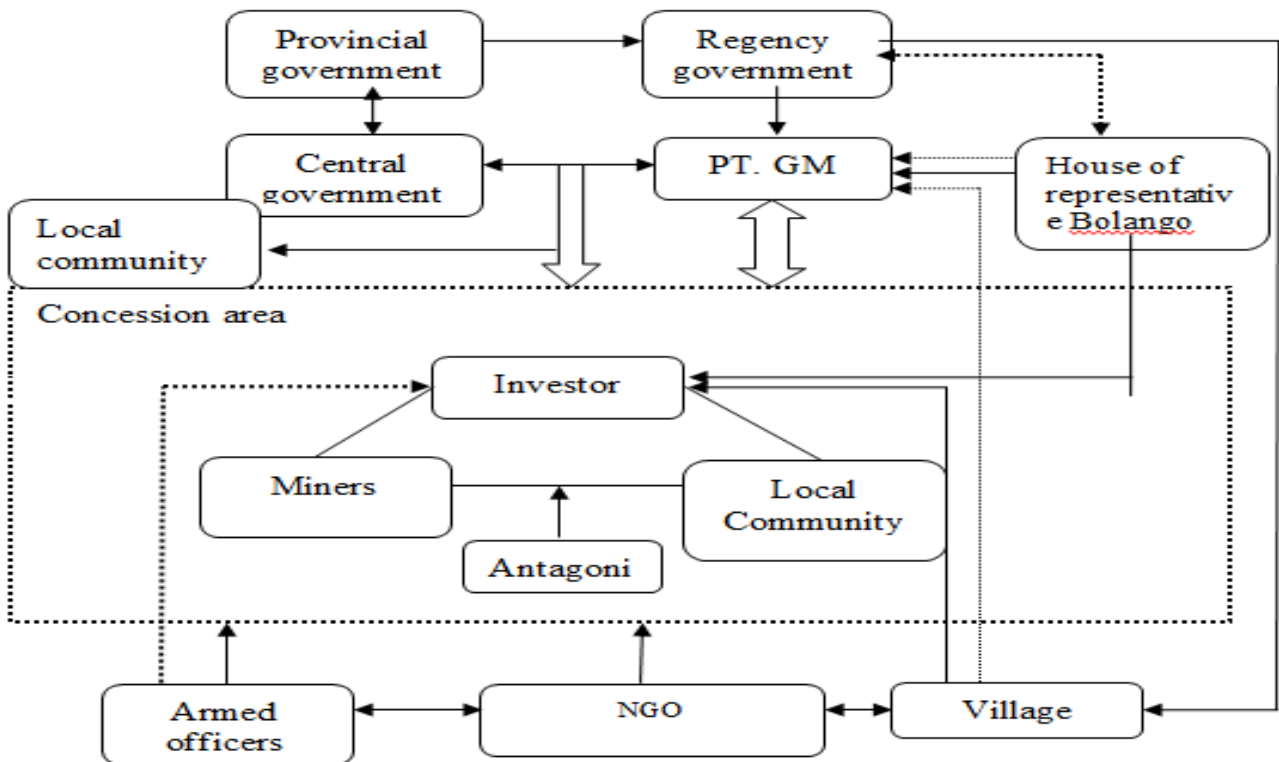 Provincial
government
Regency
government
Central
government
PT. GM
House of
representativ
e Bolango
Local
community
Concession area
Investor
Miners
Local
Community
Antagoni
Armed
officers
NGO
Village